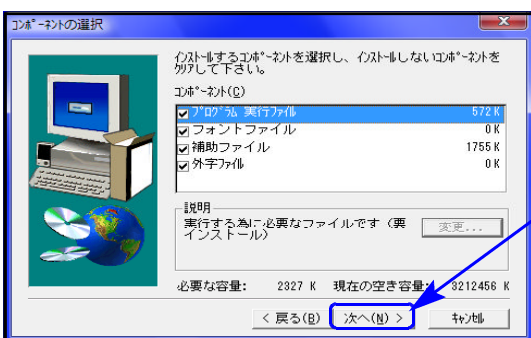 コンポーネントの選択
インストールするコンポーネントを選択し、インストールしないコンポーネントを
クリアして下さい。
コンポーネント(C)
プログラム 実行ファイル 572 K
フォントファイル 0 K
補助ファイル 1755 K
外字ファイル 0 K
説明
実行する為に必要なファイルです (要
インストール)
変更...
必要な容量: 2327 K 現在の空き容量: 3212456 K
< 戻る(B) 次へ(N) > キャンセル